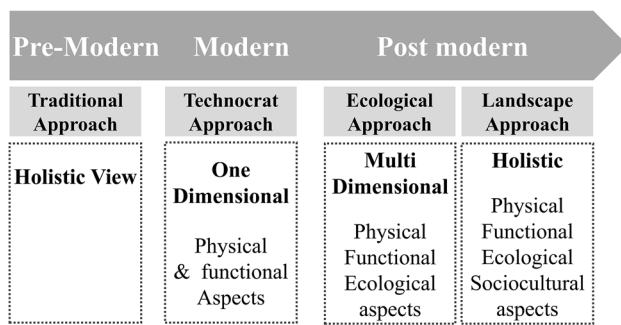 Pre-Modern
Modern
Post modern
Traditional
Approach
Technocrat
Approach
Ecological
Approach
Landscape
Approach
Holistic View
One
Dimensional
Physical
& functional
Aspects
Multi
Dimensional
Physical
Functional
Ecological
aspects
Holistic
Physical
Functional
Ecological
Sociocultural
aspects